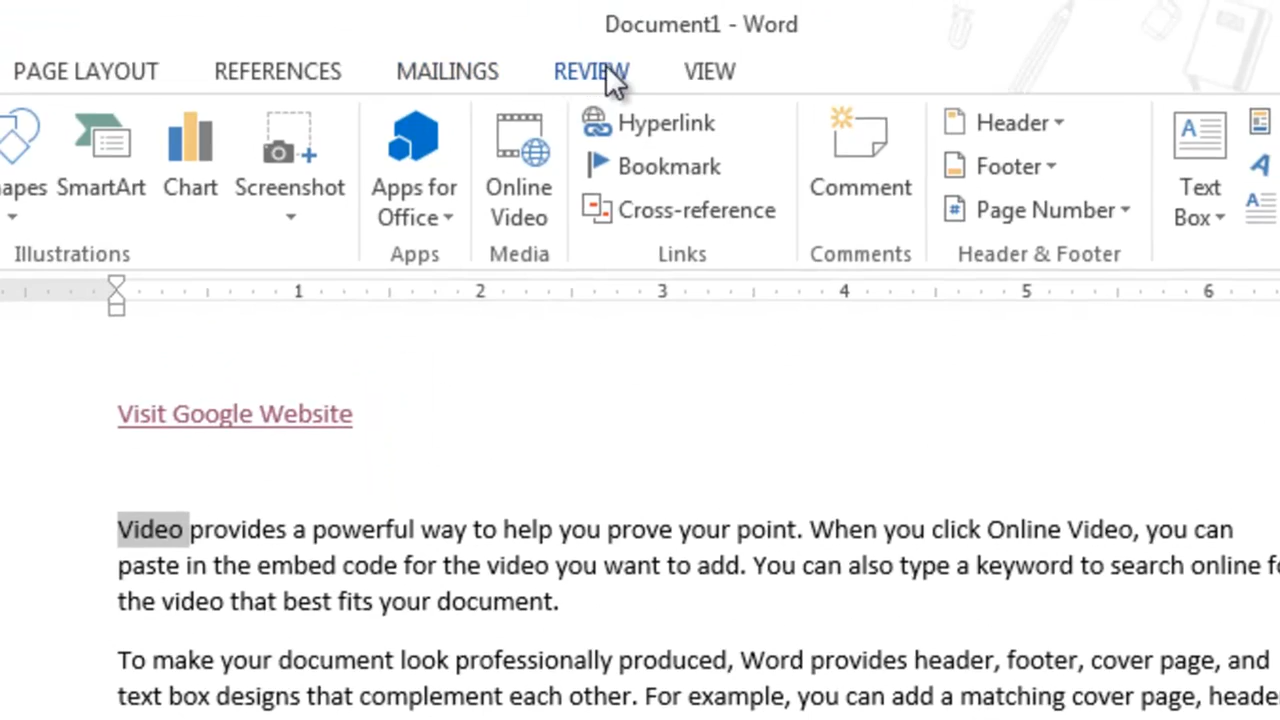 Document1 - Word
PAGE LAYOUT REFERENCES MAILINGS REVIEW VIEW
Hyperlink Header
Bookmark Footer
Cross-reference Page Number
apes SmartArt Chart Screenshot Apps for Office Online Video Comment Text Box
Illustrations Apps Media Links Comments Header & Footer
1 2 3 4 5 6
Visit Google Website
Video provides a powerful way to help you prove your point. When you click Online Video, you can
paste in the embed code for the video you want to add. You can also type a keyword to search online fo
the video that best fits your document.
To make your document look professionally produced, Word provides header, footer, cover page, and
text box designs that complement each other. For example, you can add a matching cover page, heade